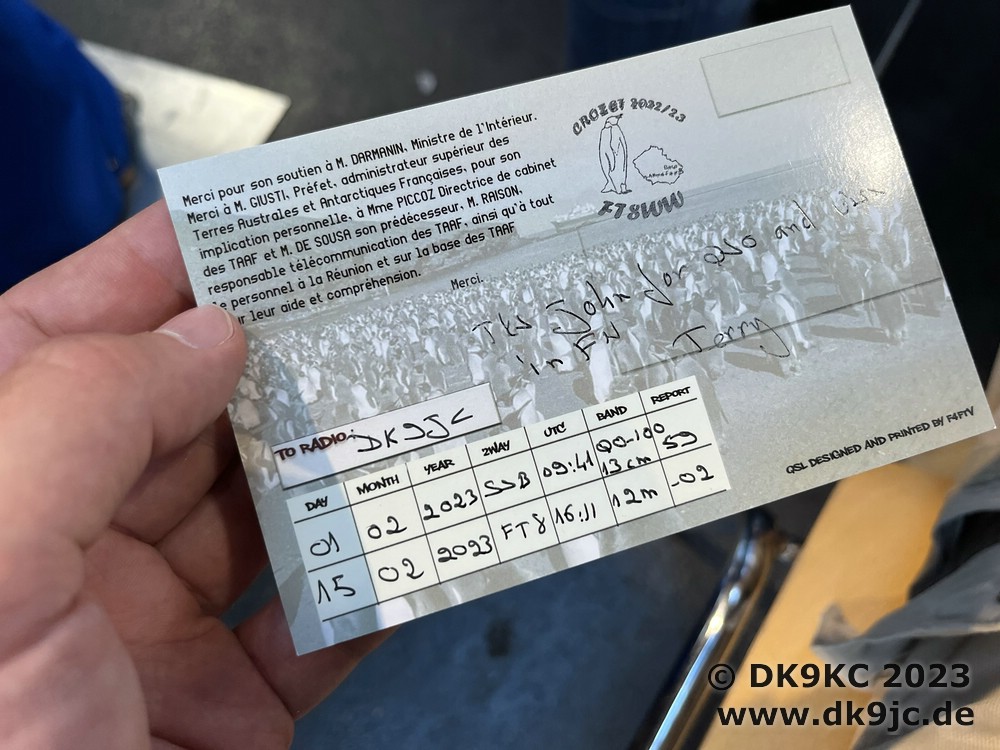 Merci pour son soutien à M. DARMANIN, Ministre de l'Intérieur.
Merci à M. GIUSTI, Préfet, administrateur supérieur des
Terres Australes et Antarctiques Françaises, pour son
implication personnelle, à Mme PICCOZ Directrice de cabinet
des TAAF et M. DE SOUSA son prédécesseur, M. RAISON,
responsable télécommunication des TAAF, ainsi qu'à tout
le personnel à la Réunion et sur la base des TAAF
leur aide et compréhension.
Merci.
CROZET 2022/23
FT8WW
Tks John for QSO and
in FN
Jerry
TO RADIO: DK9JC
DAY MONTH YEAR 2WAY UTC BAND REPORT
01 02 2023 SSB 09:41 QO-100 13cm 59
15 02 2023 FT8 16:11 12m -02
QSL DESIGNED AND PRINTED BY F4FTV
© DK9KC 2023
www.dk9jc.de